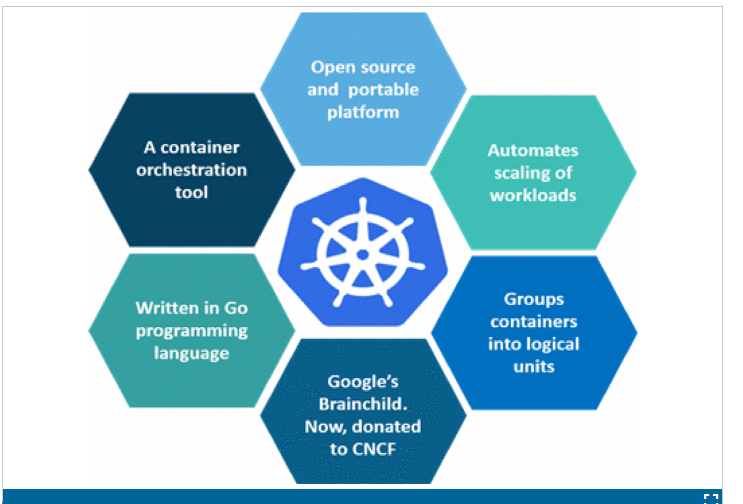 Open source
and portable
platform
A container
orchestration
tool
Automates
scaling of
workloads
Written in Go
programming
language
Groups
containers
into logical
units
Google's
Brainchild.
Now, donated
to CNCF